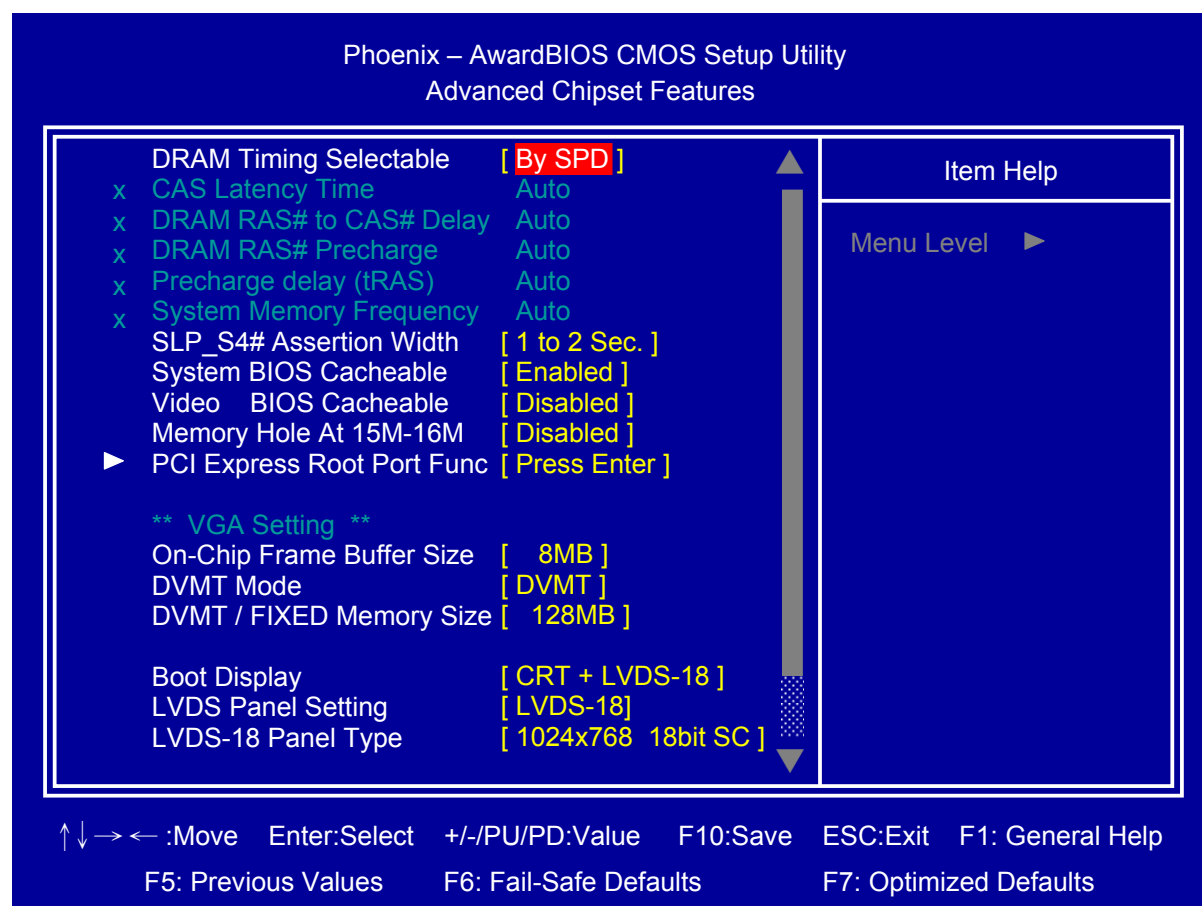 Phoenix – AwardBIOS CMOS Setup Utility
Advanced Chipset Features
DRAM Timing Selectable [ By SPD ]
x CAS Latency Time Auto
x DRAM RAS# to CAS# Delay Auto
x DRAM RAS# Precharge Auto
x Precharge delay (tRAS) Auto
x System Memory Frequency Auto
SLP_S4# Assertion Width [ 1 to 2 Sec. ]
System BIOS Cacheable [ Enabled ]
Video BIOS Cacheable [ Disabled ]
Memory Hole At 15M-16M [ Disabled ]
► PCI Express Root Port Func [ Press Enter ]
** VGA Setting **
On-Chip Frame Buffer Size [ 8MB ]
DVMT Mode [ DVMT ]
DVMT / FIXED Memory Size [ 128MB ]
Boot Display [ CRT + LVDS-18 ]
LVDS Panel Setting [ LVDS-18]
LVDS-18 Panel Type [ 1024x768 18bit SC ]
Item Help
Menu Level ►
↑↓→← :Move Enter:Select +/-/PU/PD:Value F10:Save ESC:Exit F1: General Help
F5: Previous Values F6: Fail-Safe Defaults F7: Optimized Defaults